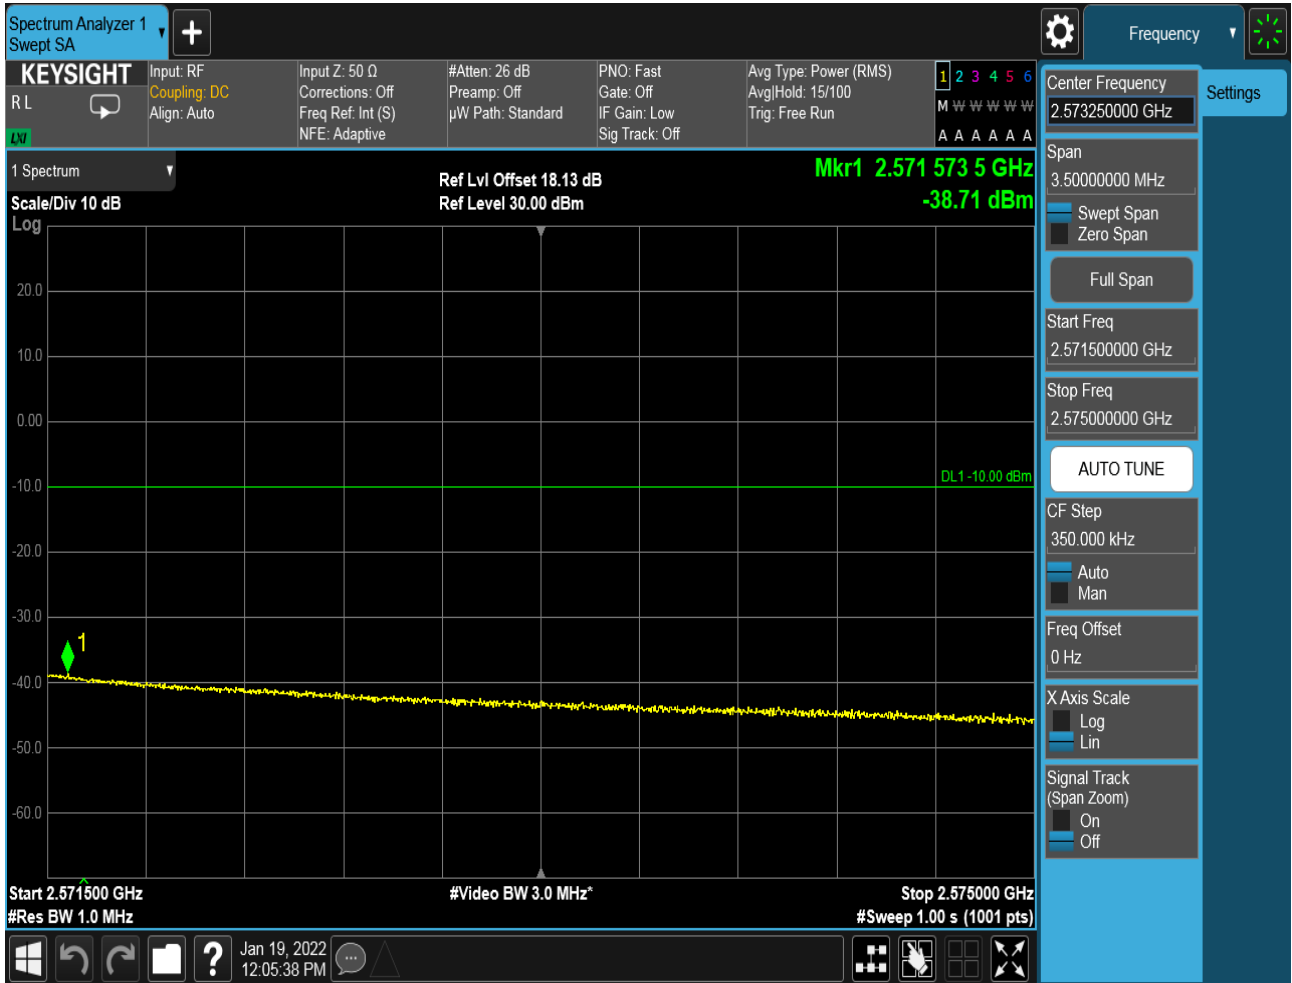 Spectrum Analyzer 1
Swept SA
Frequency
KEYSIGHT
R L
LXI
Input: RF
Coupling: DC
Align: Auto
Input Z: 50 Ω
Corrections: Off
Freq Ref: Int (S)
NFE: Adaptive
#Atten: 26 dB
Preamp: Off
µW Path: Standard
PNO: Fast
Gate: Off
IF Gain: Low
Sig Track: Off
Avg Type: Power (RMS)
Avg|Hold: 15/100
Trig: Free Run
1 2 3 4 5 6
M W W W W W
A A A A A A
1 Spectrum
Scale/Div 10 dB
Log
Ref Lvl Offset 18.13 dB
Ref Level 30.00 dBm
Mkr1 2.571 573 5 GHz
-38.71 dBm
20.0
10.0
0.00
-10.0
-20.0
-30.0
-40.0
-50.0
-60.0
DL1 -10.00 dBm
1
Start 2.571500 GHz
#Res BW 1.0 MHz
#Video BW 3.0 MHz*
Stop 2.575000 GHz
#Sweep 1.00 s (1001 pts)
Jan 19, 2022
12:05:38 PM
Center Frequency
2.573250000 GHz
Settings
Span
3.50000000 MHz
Swept Span
Zero Span
Full Span
Start Freq
2.571500000 GHz
Stop Freq
2.575000000 GHz
AUTO TUNE
CF Step
350.000 kHz
Auto
Man
Freq Offset
0 Hz
X Axis Scale
Log
Lin
Signal Track
(Span Zoom)
On
Off